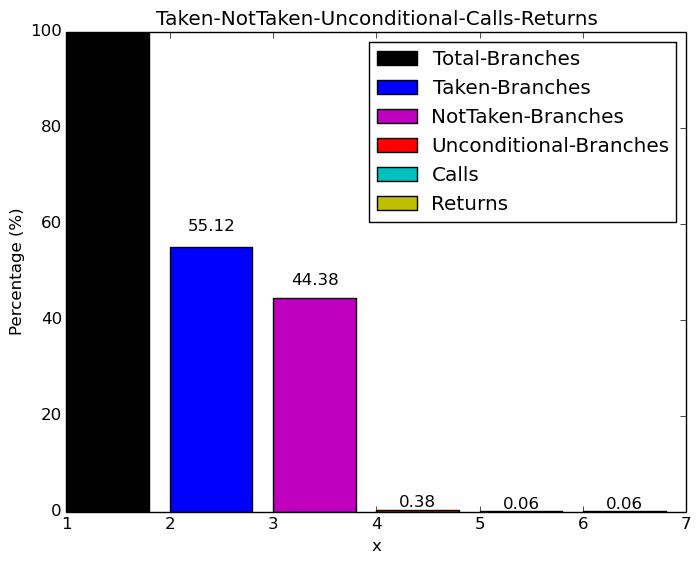 Taken-NotTaken-Unconditional-Calls-Returns
Percentage (%)
100
80
60
40
20
0
Total-Branches
Taken-Branches
NotTaken-Branches
Unconditional-Branches
Calls
Returns
55.12
44.38
0.38
0.06
0.06
1
2
3
4
5
6
7
x